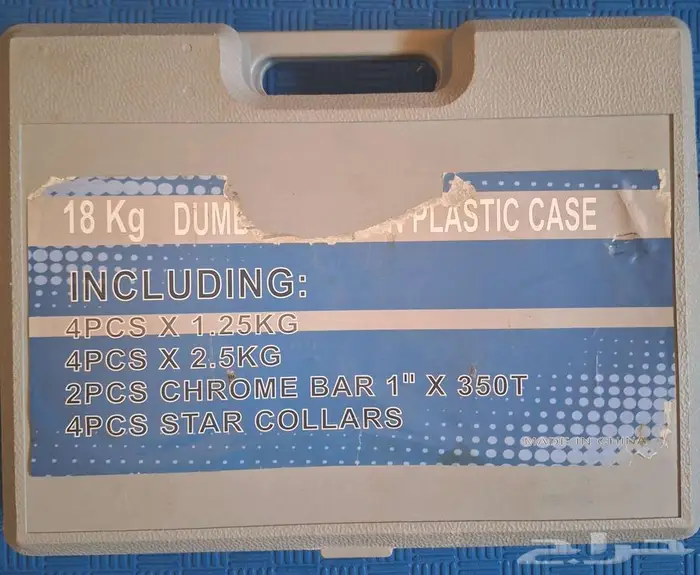 18 Kg DUMB PLASTIC CASE
INCLUDING:
4PCS X 1.25KG
4PCS X 2.5KG
2PCS CHROME BAR 1" X 350T
4PCS STAR COLLARS
MADE IN CHINA
حراج